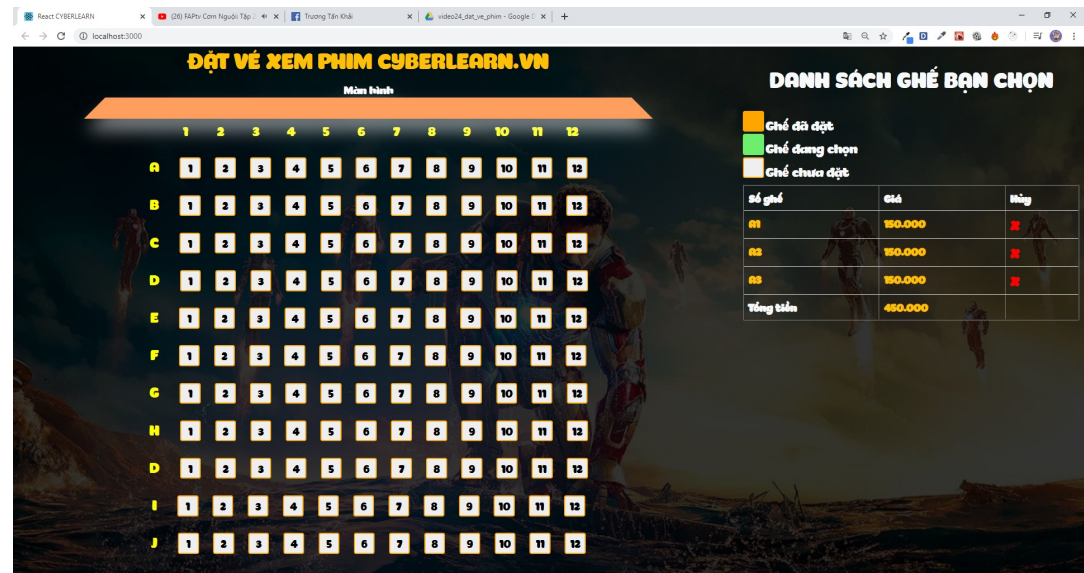 React CYBERLEARN
(26) FAPtv Cơm Nguội Tập 2
Trương Tấn Khải
video24_dat_ve_phim - Google D
localhost:3000
ĐẶT VÉ XEM PHIM CYBERLEARN.VN
Màn hình
1 2 3 4 5 6 7 8 9 10 11 12
A 1 2 3 4 5 6 7 8 9 10 11 12
B 1 2 3 4 5 6 7 8 9 10 11 12
C 1 2 3 4 5 6 7 8 9 10 11 12
D 1 2 3 4 5 6 7 8 9 10 11 12
E 1 2 3 4 5 6 7 8 9 10 11 12
F 1 2 3 4 5 6 7 8 9 10 11 12
G 1 2 3 4 5 6 7 8 9 10 11 12
H 1 2 3 4 5 6 7 8 9 10 11 12
D 1 2 3 4 5 6 7 8 9 10 11 12
I 1 2 3 4 5 6 7 8 9 10 11 12
J 1 2 3 4 5 6 7 8 9 10 11 12
DANH SÁCH GHẾ BẠN CHỌN
Ghế đã đặt
Ghế đang chọn
Ghế chưa đặt
Số ghế Giá Hủy
A1 150.000 X
A2 150.000 X
A3 150.000 X
Tổng tiền 450.000